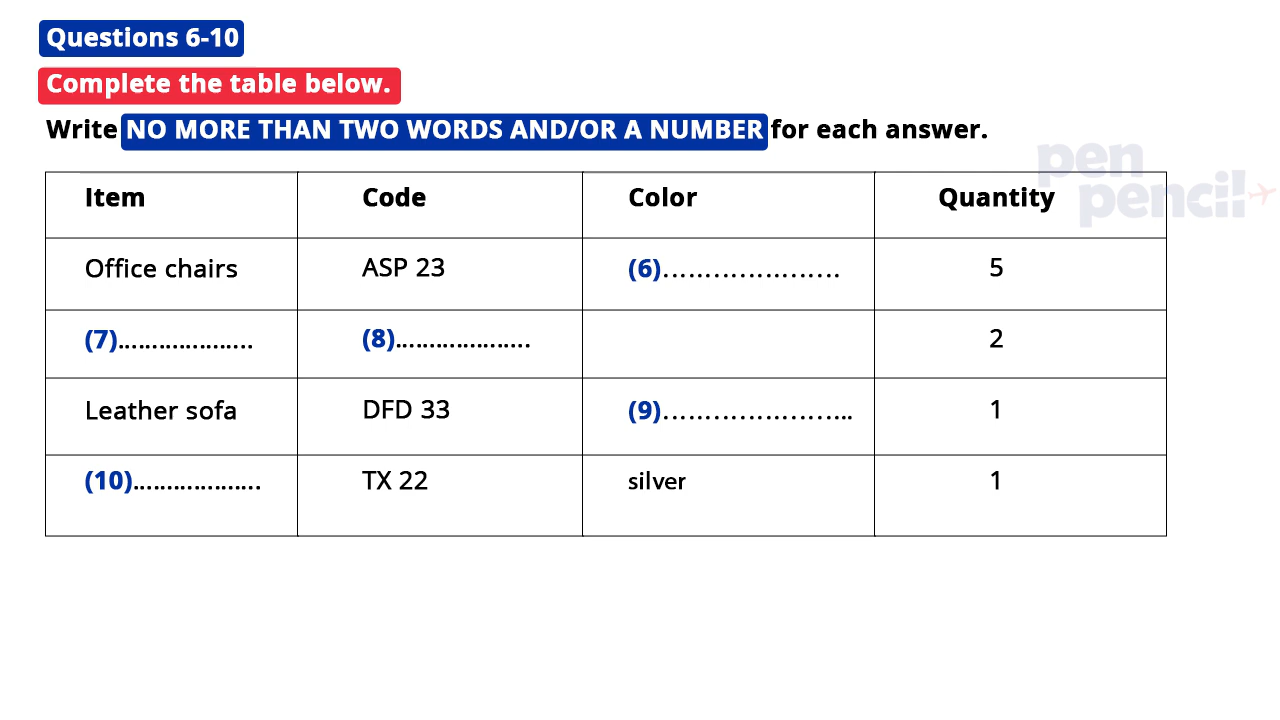 Questions 6-10
Complete the table below.
Write NO MORE THAN TWO WORDS AND/OR A NUMBER for each answer.
pen
pencil
Item Code Color Quantity
Office chairs ASP 23 (6)..................... 5
(7)................... (8)................... 2
Leather sofa DFD 33 (9)....................... 1
(10).................. TX 22 silver 1